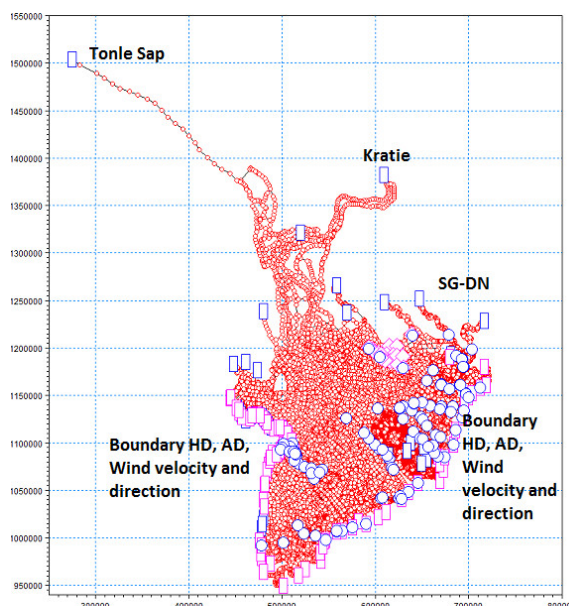 1550000
Tonle Sap
1500000
1450000
1400000
Kratie
1350000
1300000
SG-DN
1250000
1200000
1150000
Boundary HD, AD,
Wind velocity and
direction
Boundary
HD, AD,
Wind
velocity and
direction
1100000
1050000
1000000
950000
400000
500000
600000
700000